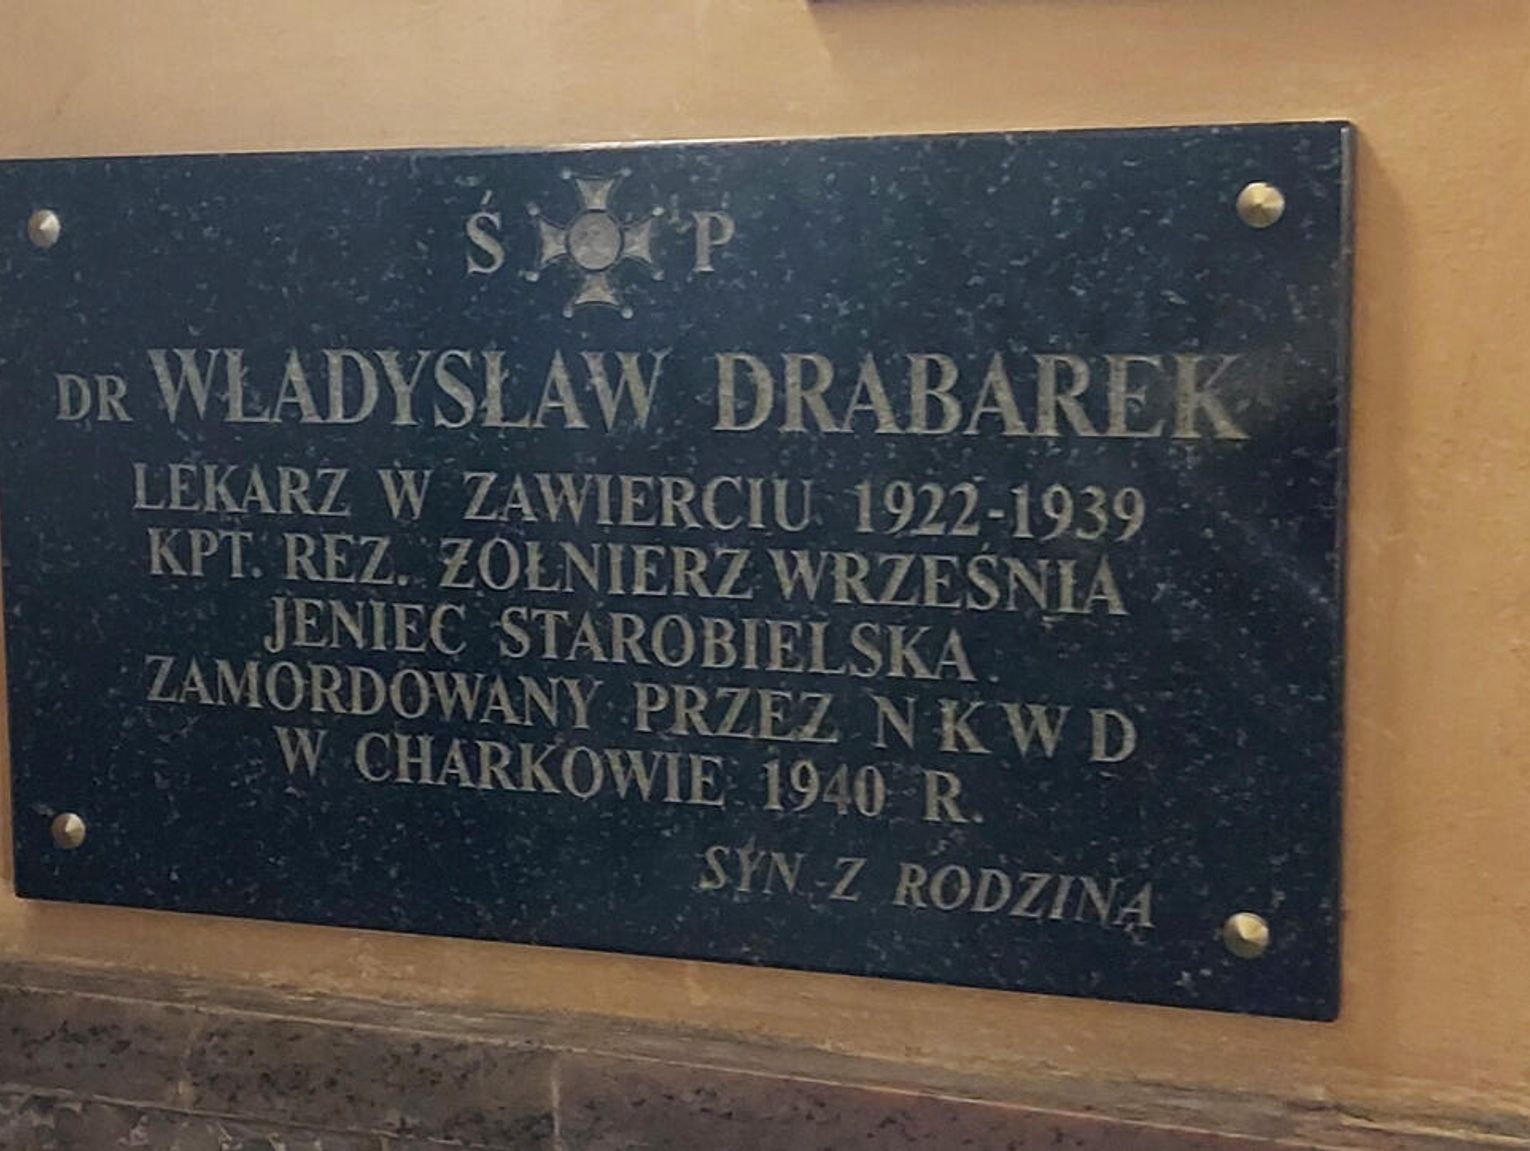 Ś P
DR WŁADYSŁAW DRABAREK
LEKARZ W ZAWIERCIU 1922-1939
KPT. REZ. ŻOŁNIERZ WRZEŚNIA
JENIEC STAROBIELSKA
ZAMORDOWANY PRZEZ N K W D
W CHARKOWIE 1940 R.
SYN Z RODZINĄ